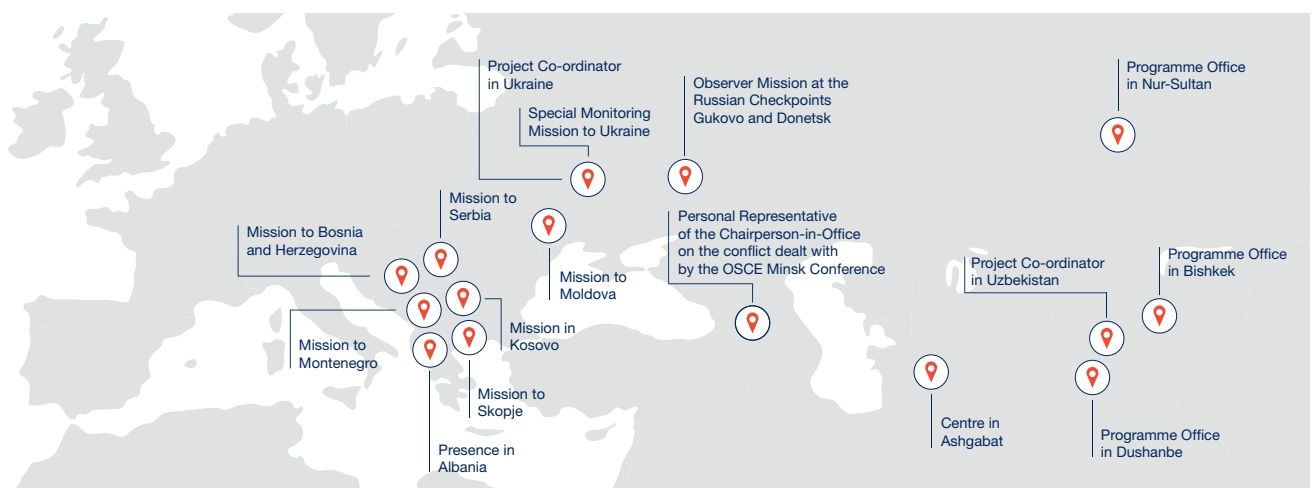 Project Co-ordinator
in Ukraine
Special Monitoring
Mission to Ukraine
Observer Mission at the
Russian Checkpoints
Gukovo and Donetsk
Programme Office
in Nur-Sultan
Mission to
Serbia
Mission to Bosnia
and Herzegovina
Personal Representative
of the Chairperson-in-Office
on the conflict dealt with
by the OSCE Minsk Conference
Mission to
Moldova
Project Co-ordinator
in Uzbekistan
Programme Office
in Bishkek
Mission in
Kosovo
Mission to
Montenegro
Mission to
Skopje
Presence in
Albania
Centre in
Ashgabat
Programme Office
in Dushanbe